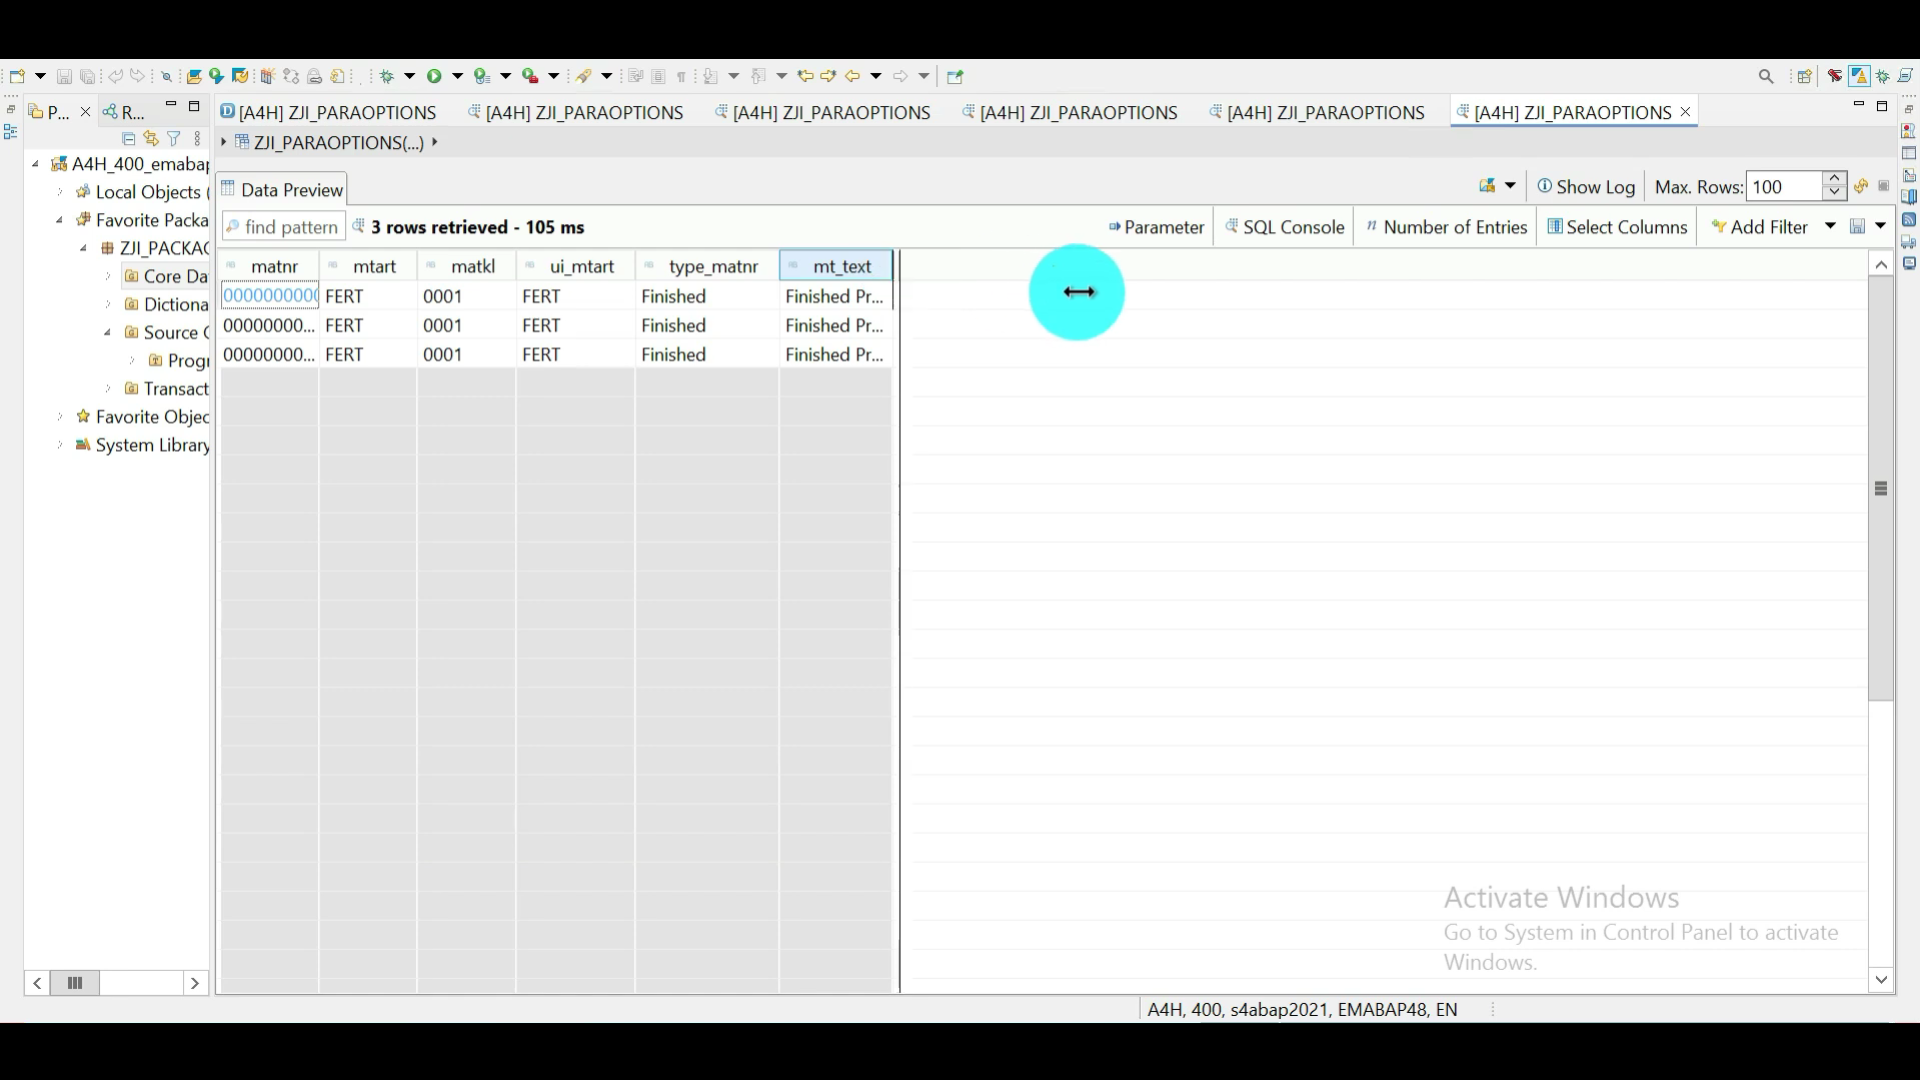 P...
R...
[A4H] ZJI_PARAOPTIONS
[A4H] ZJI_PARAOPTIONS
[A4H] ZJI_PARAOPTIONS
[A4H] ZJI_PARAOPTIONS
[A4H] ZJI_PARAOPTIONS
[A4H] ZJI_PARAOPTIONS
ZJI_PARAOPTIONS(...)
A4H_400_emabap
Local Objects (
Favorite Packa
ZJI_PACKAG
Core Da
Dictiona
Source C
Progr
Transact
Favorite Objec
System Library
Data Preview
Show Log
Max. Rows: 100
find pattern
3 rows retrieved - 105 ms
Parameter
SQL Console
Number of Entries
Select Columns
Add Filter
matnr mtart matkl ui_mtart type_matnr mt_text
0000000000 FERT 0001 FERT Finished Finished Pr...
00000000... FERT 0001 FERT Finished Finished Pr...
00000000... FERT 0001 FERT Finished Finished Pr...
Activate Windows
Go to System in Control Panel to activate
Windows.
A4H, 400, s4abap2021, EMABAP48, EN